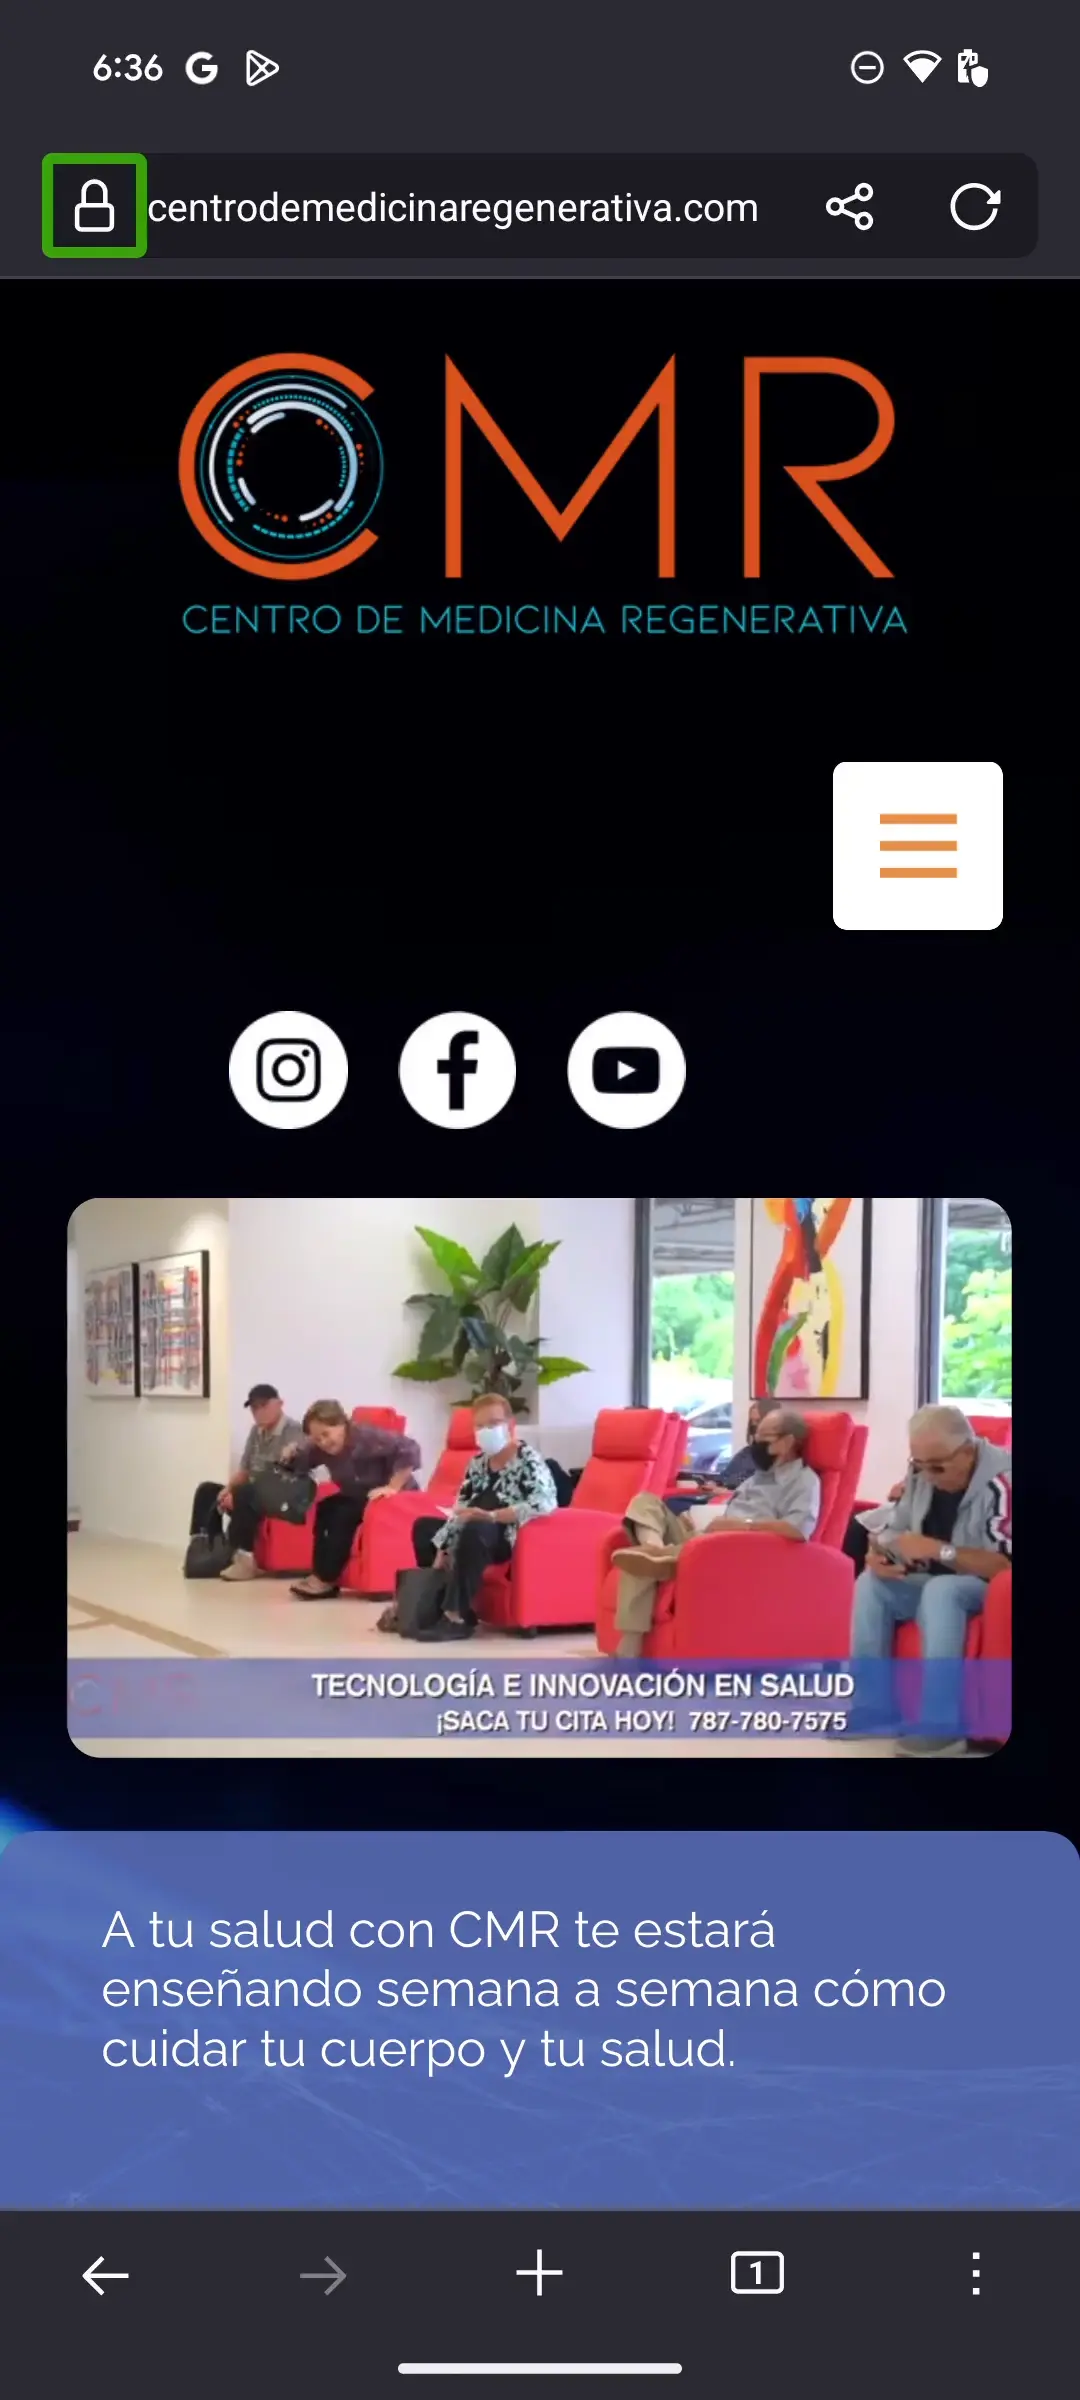 6:36
centrodemedicinaregenerativa.com
CMR
CENTRO DE MEDICINA REGENERATIVA
TECNOLOGÍA E INNOVACIÓN EN SALUD
¡SACA TU CITA HOY! 787-780-7575
A tu salud con CMR te estará
enseñando semana a semana cómo
cuidar tu cuerpo y tu salud.
1